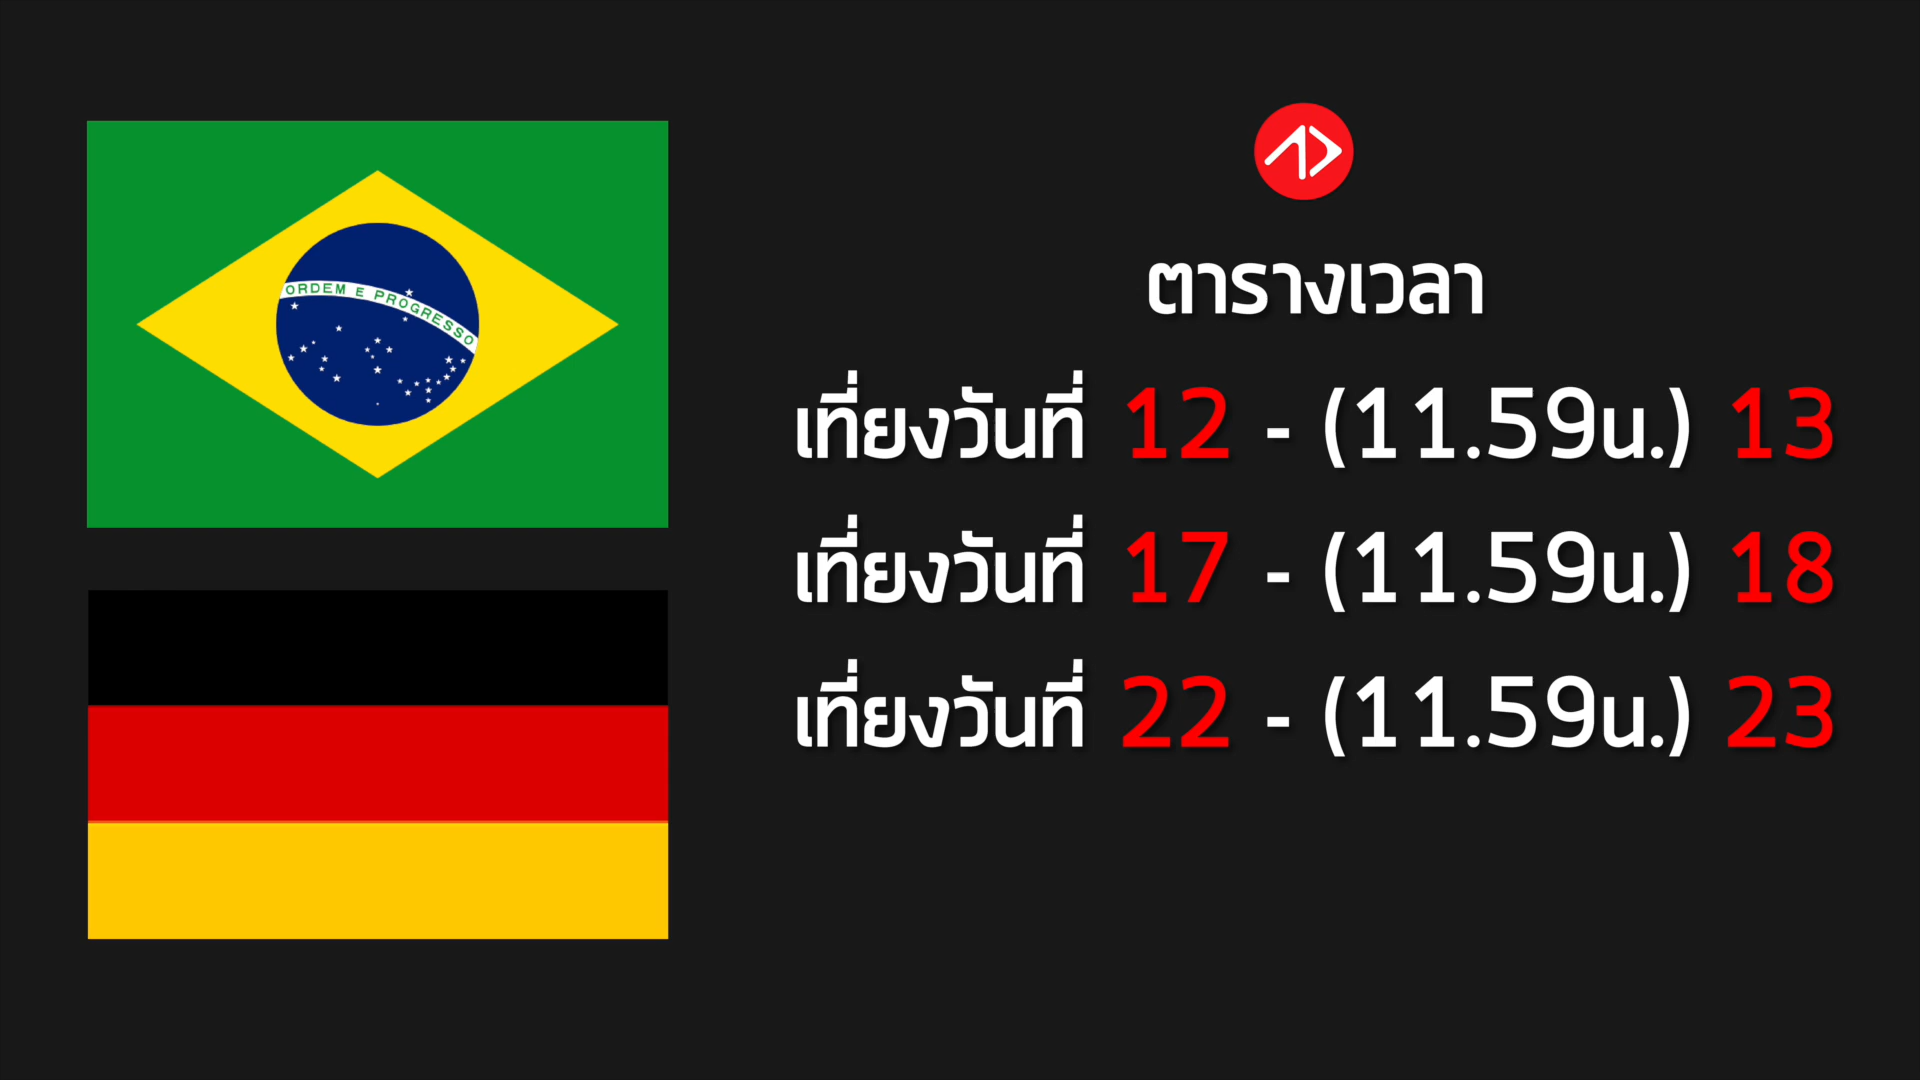 ORDEM E PROGRESSO
ตารางเวลา
เที่ยงวันที่ 12 - (11.59น.) 13
เที่ยงวันที่ 17 - (11.59น.) 18
เที่ยงวันที่ 22 - (11.59น.) 23